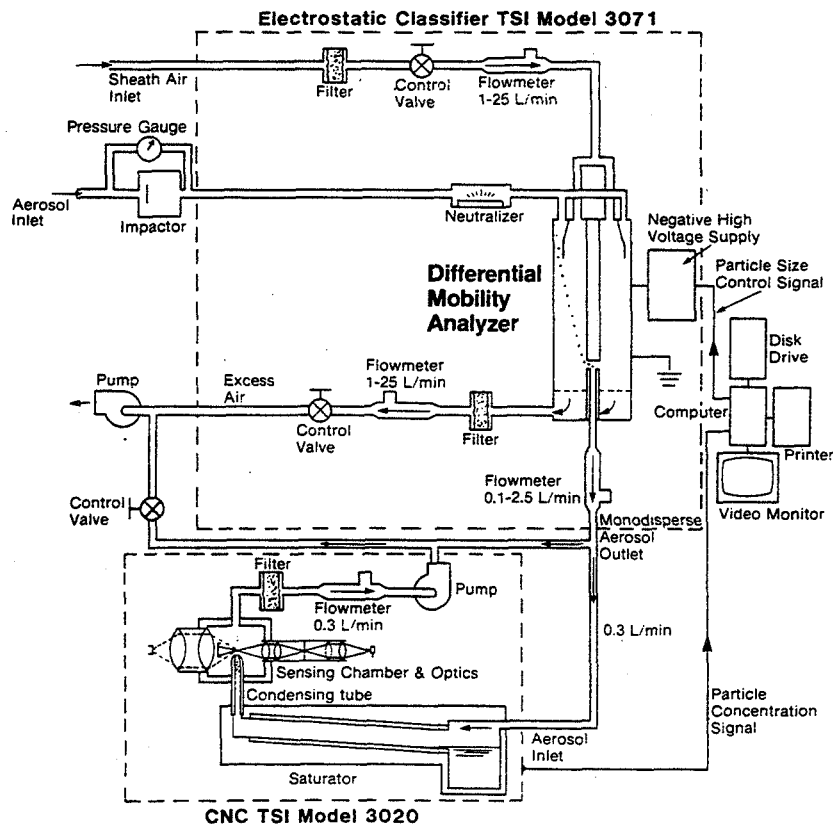 Electrostatic Classifier TSI Model 3071
Sheath Air
Inlet
Filter
Control
Valve
Flowmeter
1-25 L/min
Pressure Gauge
Aerosol
Inlet
Impactor
Neutralizer
Negative High
Voltage Supply
Particle Size
Control Signal
Differential
Mobility
Analyzer
Disk
Drive
Computer
Printer
Video Monitor
Pump
Excess
Air
Flowmeter
1-25 L/min
Control
Valve
Filter
Flowmeter
0.1-2.5 L/min
Control
Valve
Monodisperse
Aerosol
Outlet
Filter
Flowmeter
0.3 L/min
Pump
0.3 L/min
Sensing Chamber & Optics
Condensing tube
Particle
Concentration
Signal
Aerosol
Inlet
Saturator
CNC TSI Model 3020